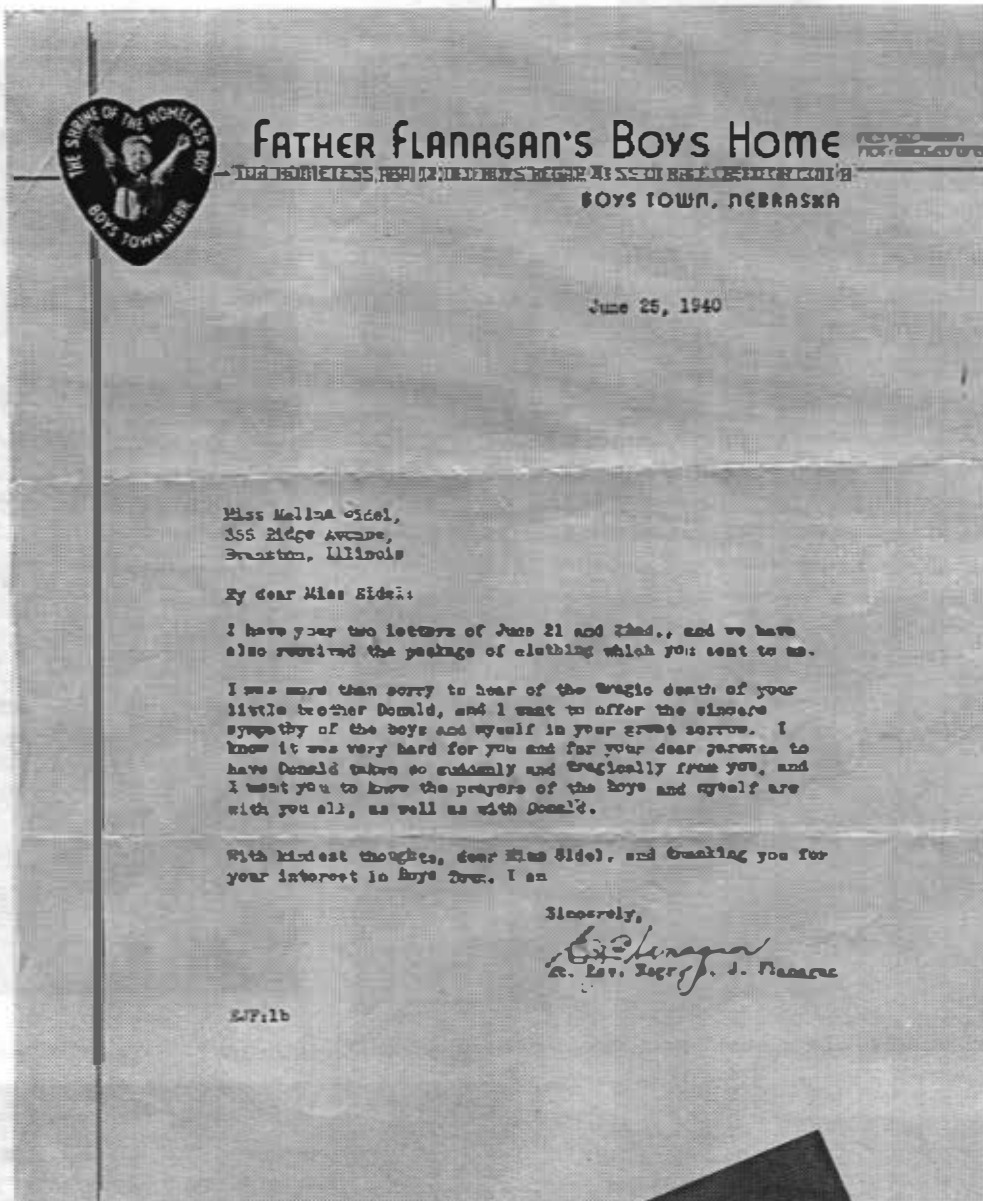 THE SHRINE OF THE HOMELESS BOY
BOYS TOWN NEBR
FATHER FLANAGAN'S BOYS HOME
BOYS TOWN, NEBRASKA
June 25, 1940
Miss
Ridge Avenue,
Illinois
My dear Miss Sidel:
I have your two letters of June 21 and 22nd., and we have
also received the package of clothing which you sent to us.
I was more than sorry to hear of the tragic death of your
little brother Donald, and I want to offer the sincere
sympathy of the boys and myself in your great sorrow. I
know it was very hard for you and for your dear parents to
have Donald taken so suddenly and tragically from you, and
I want you to know the prayers of the boys and myself are
with you all, as well as with Donald.
With kindest thoughts, dear Miss Sidel, and thanking you for
your interest in Boys Town, I am
Sincerely,
Rt. Rev. Msgr. E. J. Flanagan
EJF:lb